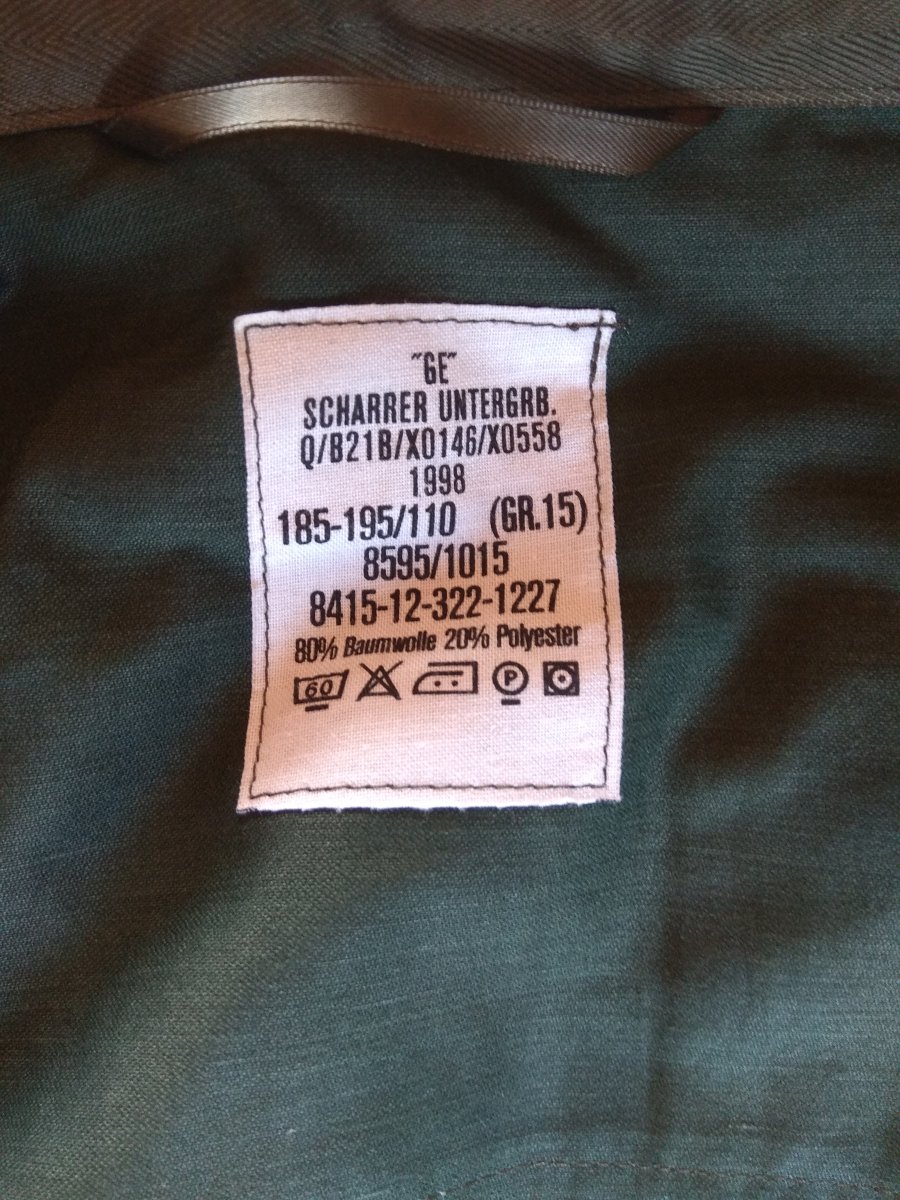 "GE"
SCHARRER UNTERGRB.
Q/B21B/X0146/X0558
1998
185-195/110 (GR.15)
8595/1015
8415-12-322-1227
80% Baumwolle 20% Polyester
60 P